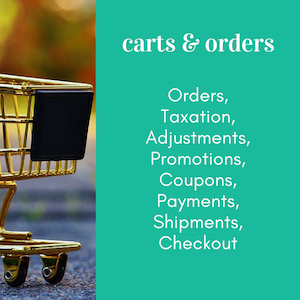 carts & orders
Orders,
Taxation,
Adjustments,
Promotions,
Coupons,
Payments,
Shipments,
Checkout